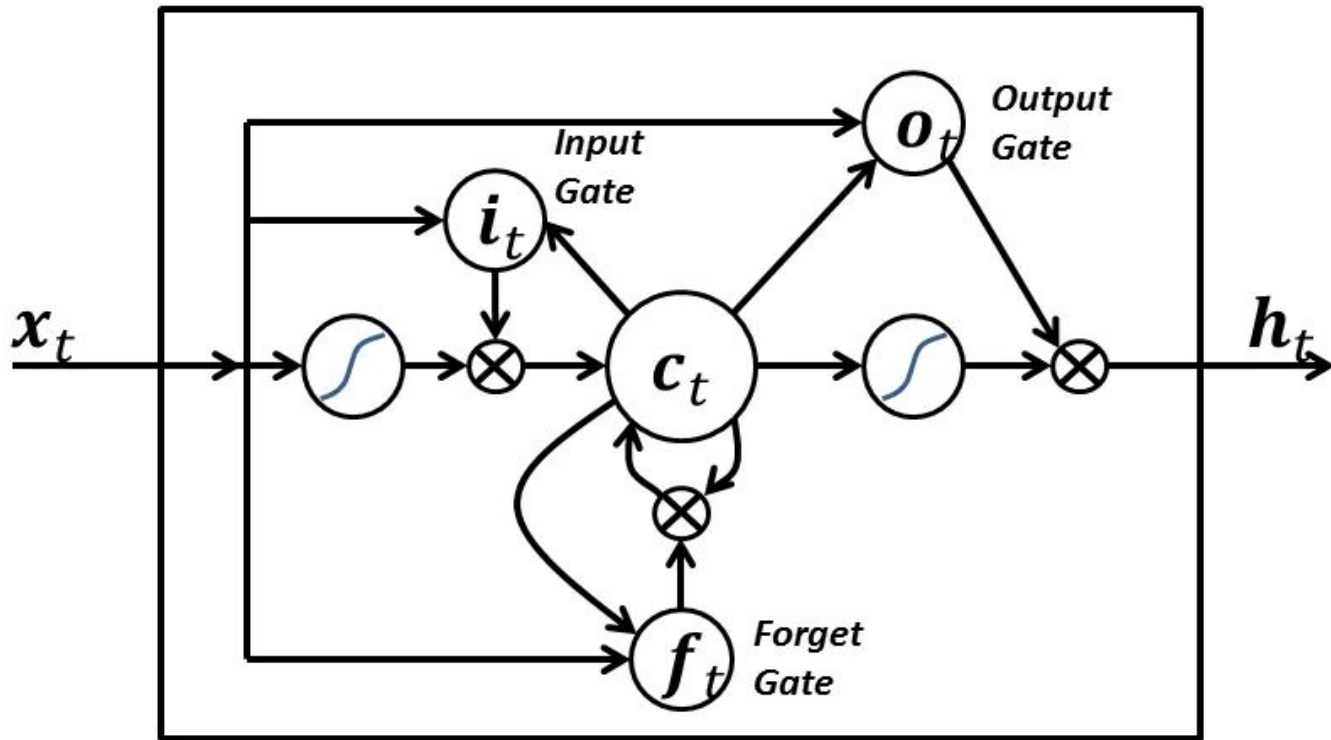 Output
Gate
o_t
Input
Gate
i_t
x_t
c_t
h_t
f_t
Forget
Gate